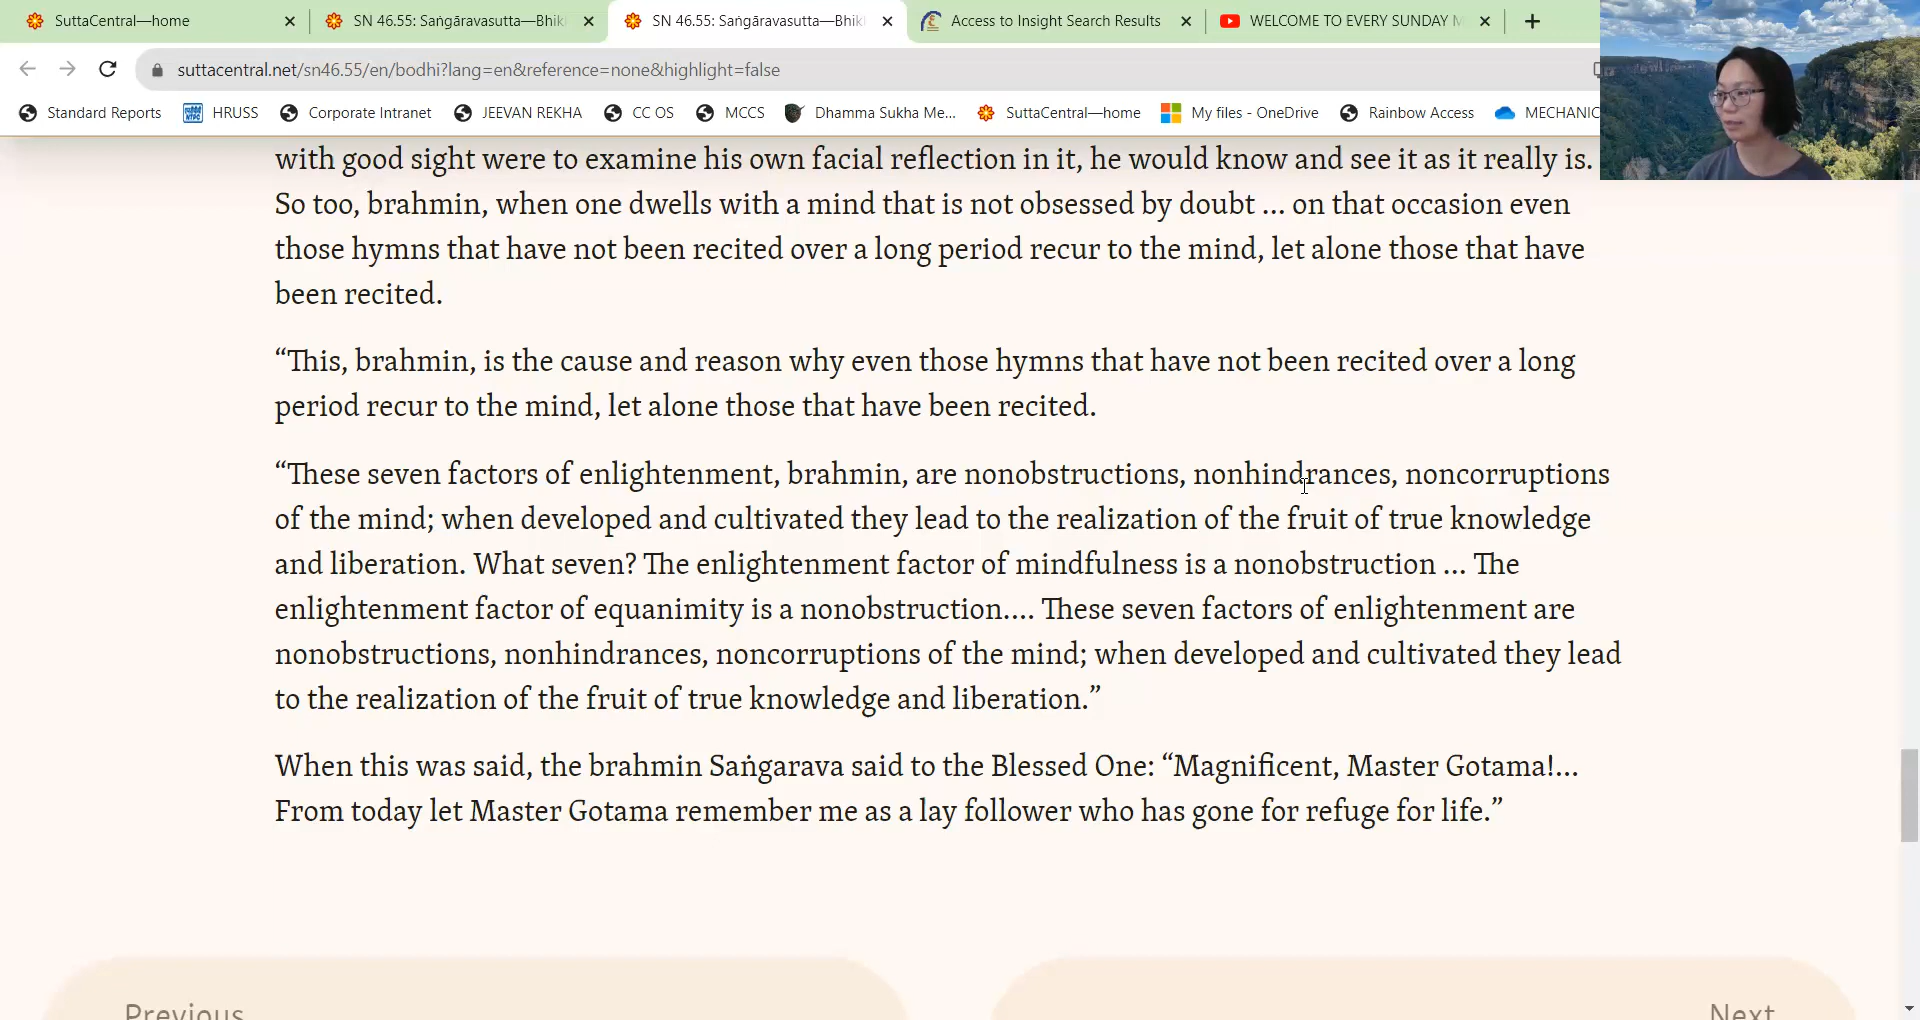 SuttaCentral—home
SN 46.55: Saṅgāravasutta—Bhik
SN 46.55: Saṅgāravasutta—Bhik
Access to Insight Search Results
WELCOME TO EVERY SUNDAY M
suttacentral.net/sn46.55/en/bodhi?lang=en&reference=none&highlight=false
Standard Reports
HRUSS
Corporate Intranet
JEEVAN REKHA
CC OS
MCCS
Dhamma Sukha Me...
SuttaCentral—home
My files - OneDrive
Rainbow Access
MECHANIC
with good sight were to examine his own facial reflection in it, he would know and see it as it really is.
So too, brahmin, when one dwells with a mind that is not obsessed by doubt … on that occasion even
those hymns that have not been recited over a long period recur to the mind, let alone those that have
been recited.
“This, brahmin, is the cause and reason why even those hymns that have not been recited over a long
period recur to the mind, let alone those that have been recited.
“These seven factors of enlightenment, brahmin, are nonobstructions, nonhindrances, noncorruptions
of the mind; when developed and cultivated they lead to the realization of the fruit of true knowledge
and liberation. What seven? The enlightenment factor of mindfulness is a nonobstruction … The
enlightenment factor of equanimity is a nonobstruction…. These seven factors of enlightenment are
nonobstructions, nonhindrances, noncorruptions of the mind; when developed and cultivated they lead
to the realization of the fruit of true knowledge and liberation.”
When this was said, the brahmin Saṅgarava said to the Blessed One: “Magnificent, Master Gotama!…
From today let Master Gotama remember me as a lay follower who has gone for refuge for life.”
Previous
Next